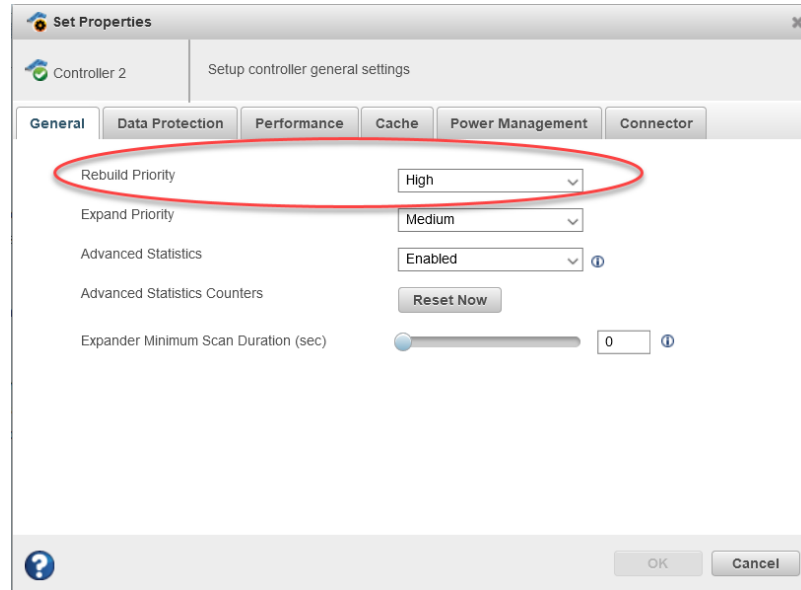 Set Properties
Controller 2
Setup controller general settings
General Data Protection Performance Cache Power Management Connector
Rebuild Priority High
Expand Priority Medium
Advanced Statistics Enabled
Advanced Statistics Counters Reset Now
Expander Minimum Scan Duration (sec) 0
OK Cancel